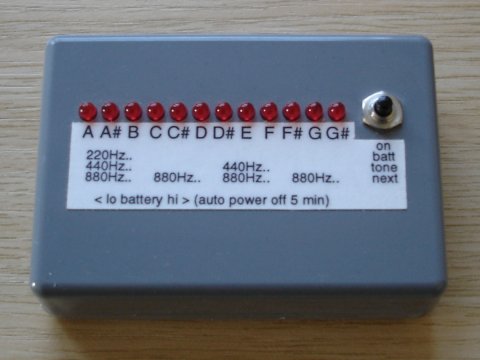 A A# B C C# D D# E F F# G G#
on
220Hz.. batt
440Hz.. 440Hz.. tone
880Hz.. 880Hz.. 880Hz.. 880Hz.. next
< lo battery hi > (auto power off 5 min)